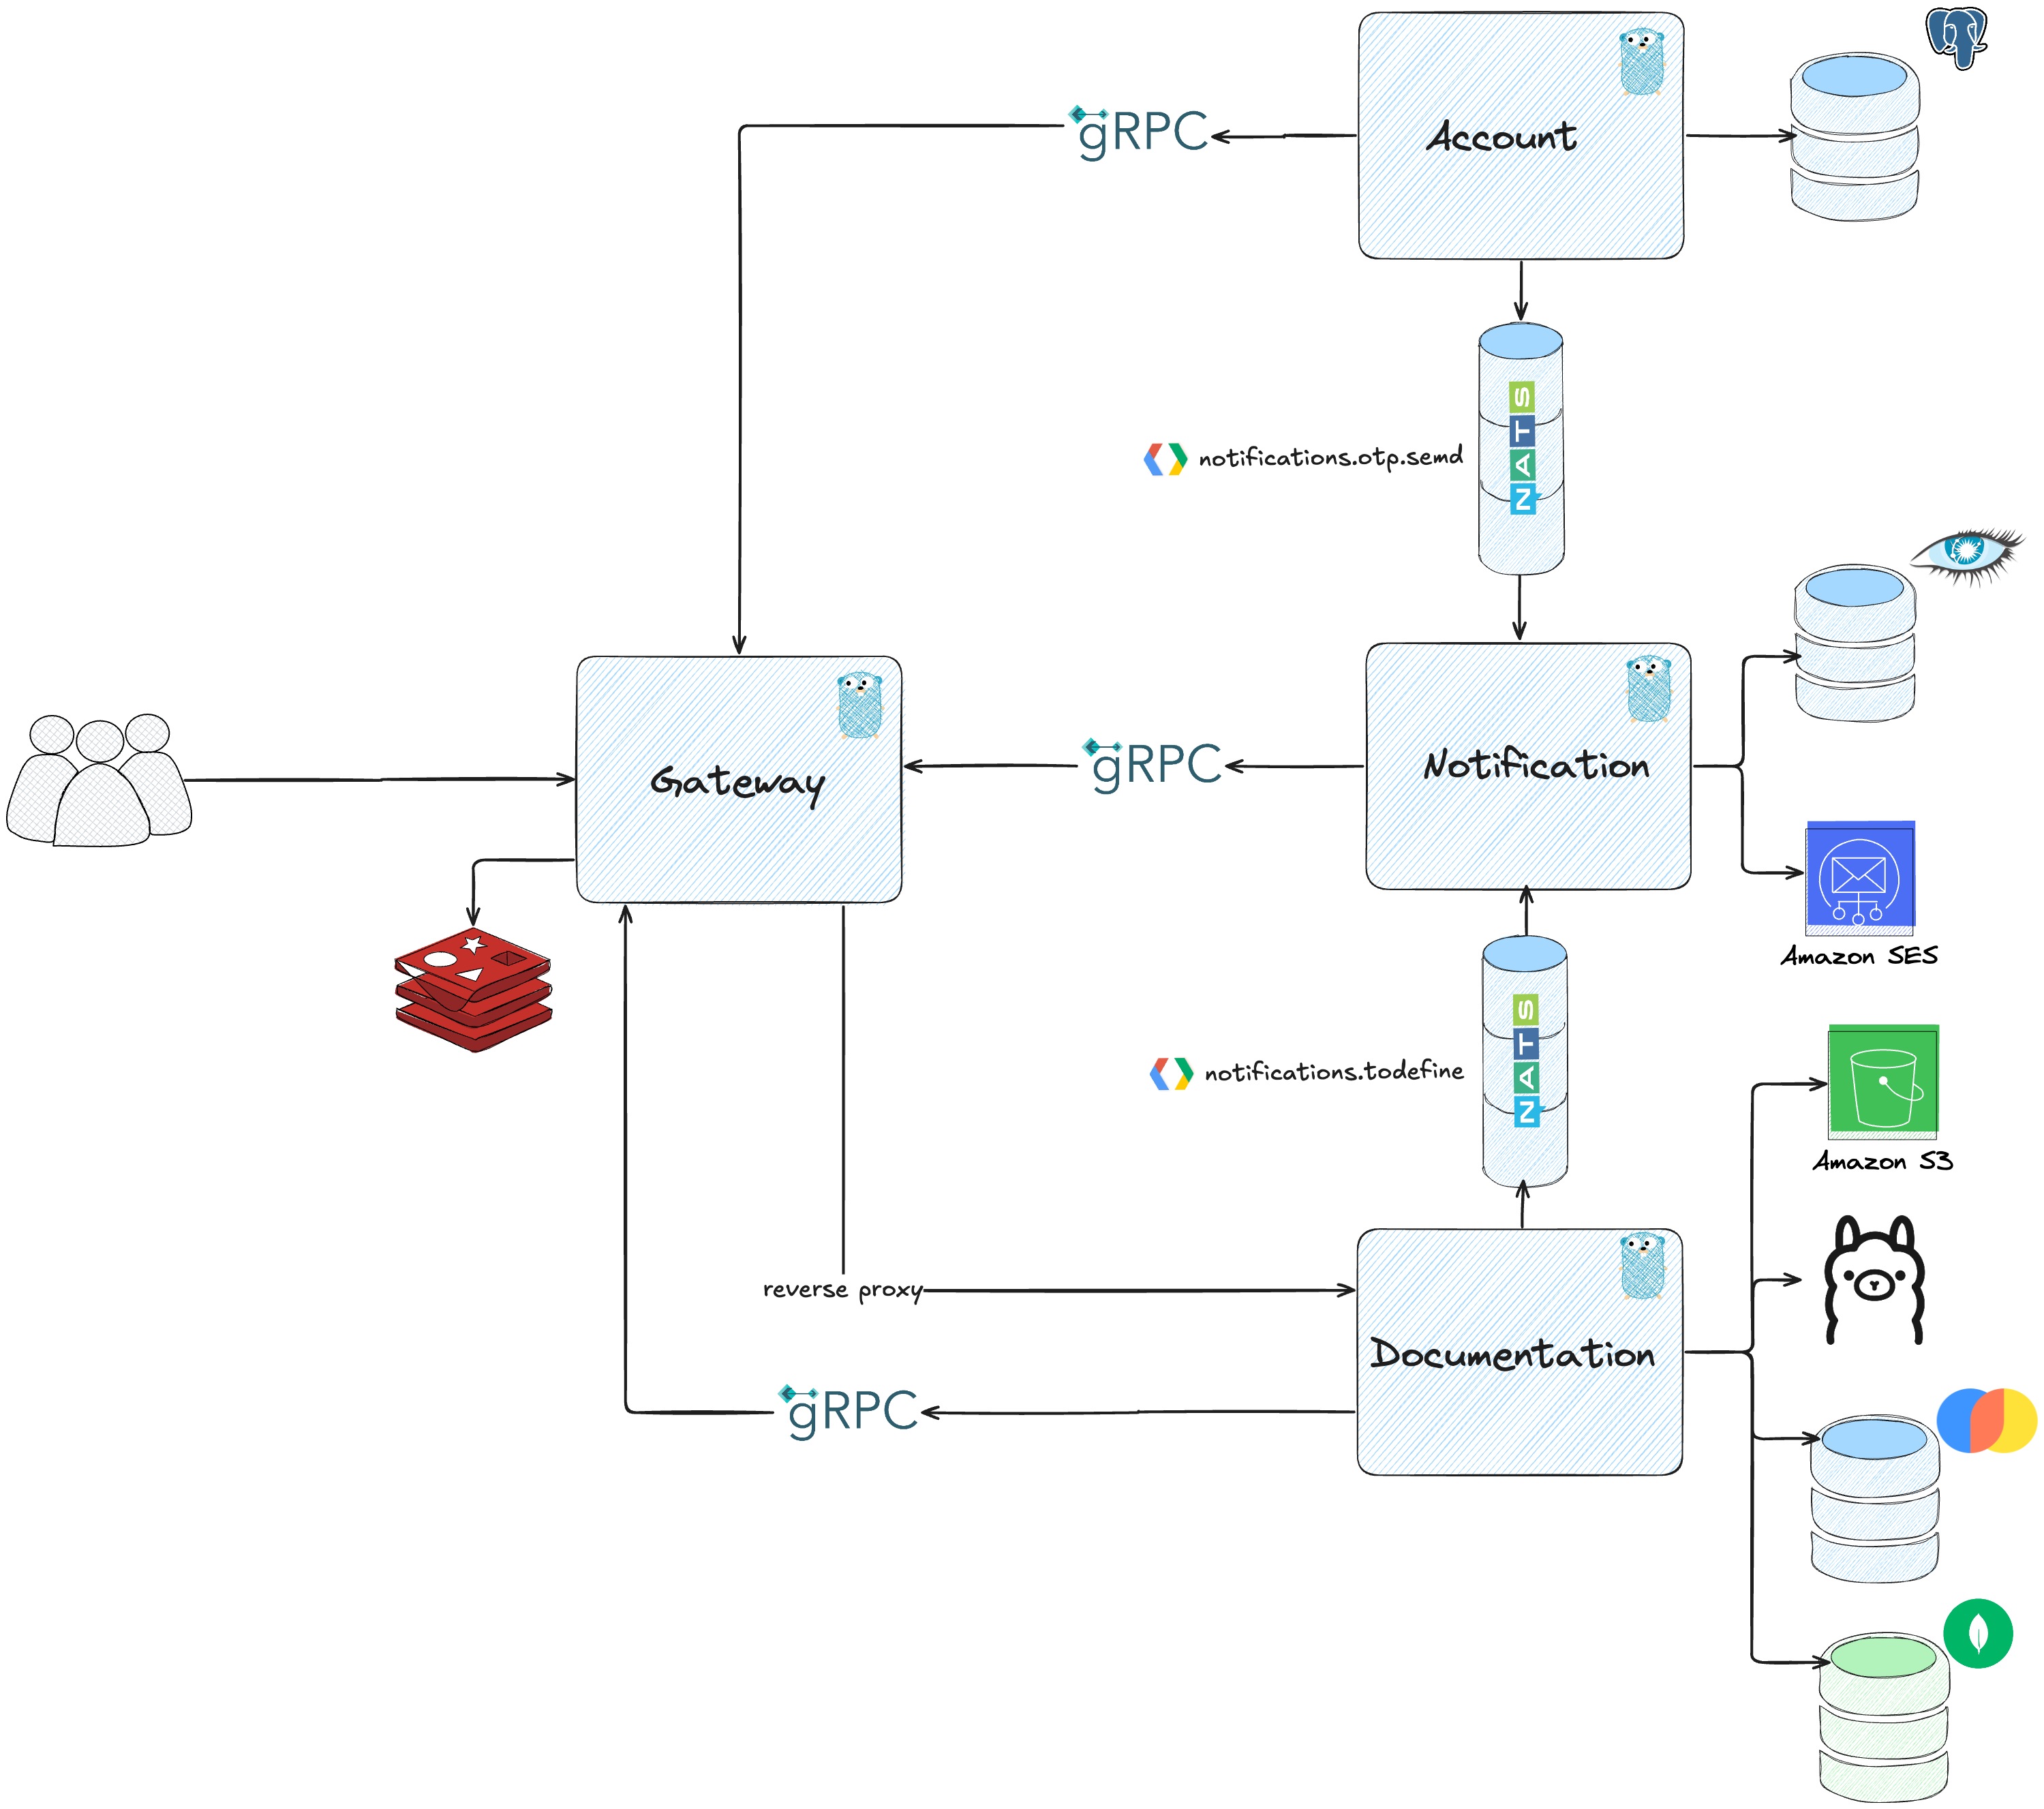 Account
gRPC
NATS
notifications.otp.semd
Gateway
gRPC
Notification
Amazon SES
NATS
notifications.todefine
Amazon S3
reverse proxy
Documentation
gRPC